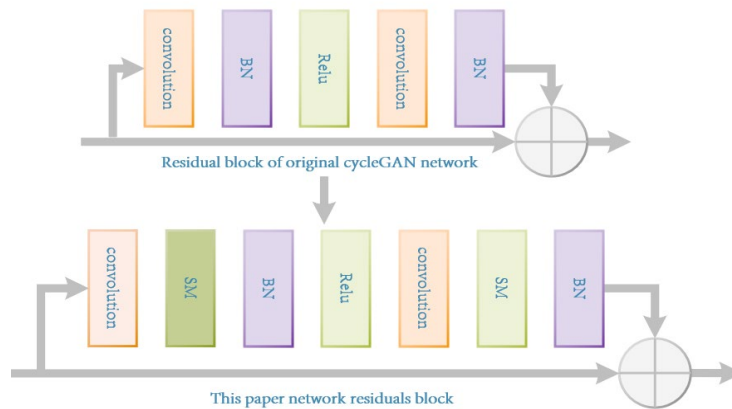 convolution
BN
Relu
convolution
BN
Residual block of original cycleGAN network
convolution
SM
BN
Relu
convolution
SM
BN
This paper network residuals block